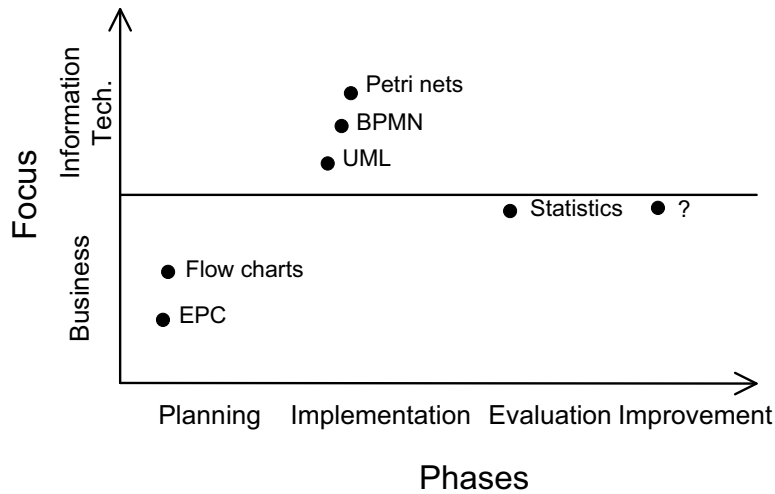 Petri nets
BPMN
UML
Statistics
?
Flow charts
EPC
Focus
Information
Tech.
Business
Planning
Implementation
Evaluation
Improvement
Phases